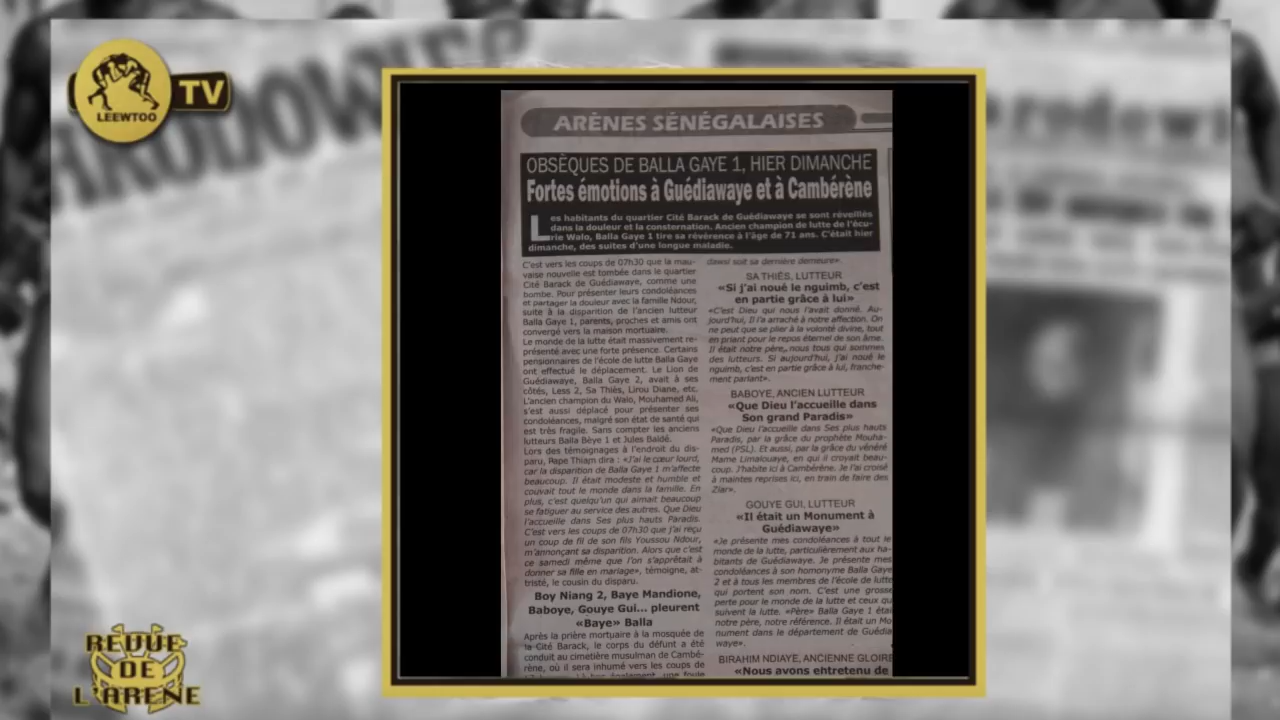 LEEWTOO
TV
ARÈNES SÉNÉGALAISES
OBSÈQUES DE BALLA GAYE 1, HIER DIMANCHE
Fortes émotions à Guédiawaye et à Cambérène
Les habitants du quartier Cité Barack de Guédiawaye se sont réveillés
dans la douleur et la consternation. Ancien champion de lutte de l'écu-
rie Walo, Balla Gaye 1 tire sa révérence à l'âge de 71 ans. C'était hier
dimanche, des suites d'une longue maladie.
C'est vers les coups de 07h30 que la mau-
vaise nouvelle est tombée dans le quartier
Cité Barack de Guédiawaye, comme une
bombe. Pour présenter leurs condoléances
et partager la douleur avec la famille Ndour,
suite à la disparition de l'ancien lutteur
Balla Gaye 1, parents, proches et amis ont
convergé vers la maison mortuaire.
Le monde de la lutte était massivement re-
présenté avec une forte présence. Certains
pensionnaires de l'école de lutte Balla Gaye
ont effectué le déplacement. Le Lion de
Guédiawaye, Balla Gaye 2, avait à ses
côtés, Less 2, Sa Thiès, Lirou Diane, etc.
L'ancien champion du Walo, Mouhamed Ali,
s'est aussi déplacé pour présenter ses
condoléances, malgré son état de santé qui
est très fragile. Sans compter les anciens
lutteurs Balla Bèye 1 et Jules Baldé.
Lors des témoignages à l'endroit du dis-
paru, Pape Thiam dira : «J'ai le cœur lourd,
car la disparition de Balla Gaye 1 m'affecte
beaucoup. Il était modeste et humble et
couvait tout le monde dans la famille. En
plus, c'est quelqu'un qui aimait beaucoup
se fatiguer au service des autres. Que Dieu
l'accueille dans Ses plus hauts Paradis.
C'est vers les coups de 07h30 que j'ai reçu
un coup de fil de son fils Youssou Ndour,
m'annonçant sa disparition. Alors que c'est
ce samedi même que l'on s'apprêtait à
donner sa fille en mariage», témoigne, at-
tristé, le cousin du disparu.
Boy Niang 2, Baye Mandione,
Baboye, Gouye Gui... pleurent
«Baye» Balla
Après la prière mortuaire à la mosquée de
la Cité Barack, le corps du défunt a été
conduit au cimetière musulman de Cambé-
rène, où il sera inhumé vers les coups de
dawsi soit sa dernière demeure».
SA THIÈS, LUTTEUR
«Si j'ai noué le nguimb, c'est
en partie grâce à lui»
«C'est Dieu qui nous l'avait donné. Au-
jourd'hui, Il l'a arraché à notre affection. On
ne peut que se plier à la volonté divine, tout
en priant pour le repos éternel de son âme.
Il était notre père, nous tous qui sommes
des lutteurs. Si aujourd'hui, j'ai noué le
nguimb, c'est en partie grâce à lui, franche-
ment parlant».
BABOYE, ANCIEN LUTTEUR
«Que Dieu l'accueille dans
Son grand Paradis»
«Que Dieu l'accueille dans Ses plus hauts
Paradis, par la grâce du prophète Mouha-
med (PSL). Et aussi, par la grâce du vénéré
Mame Limalouaye, en qui il croyait beau-
coup. J'habite ici à Cambérène. Je l'ai croisé
à maintes reprises ici, en train de faire des
Ziar».
GOUYE GUI, LUTTEUR
«Il était un Monument à
Guédiawaye»
«Je présente mes condoléances à tout le
monde de la lutte, particulièrement aux ha-
bitants de Guédiawaye. Je présente mes
condoléances à son homonyme Balla Gaye
2 et à tous les membres de l'école de lutte
qui portent son nom. C'est une grosse
perte pour le monde de la lutte et ceux qu
suivent la lutte. «Père» Balla Gaye 1 étai
notre père, notre référence. Il était un Mo
nument dans le département de Guédia
waye».
BIRAHIM NDIAYE, ANCIENNE GLOIRE
«Nous avons entretenu de
REVUE
DE
L'ARÈNE